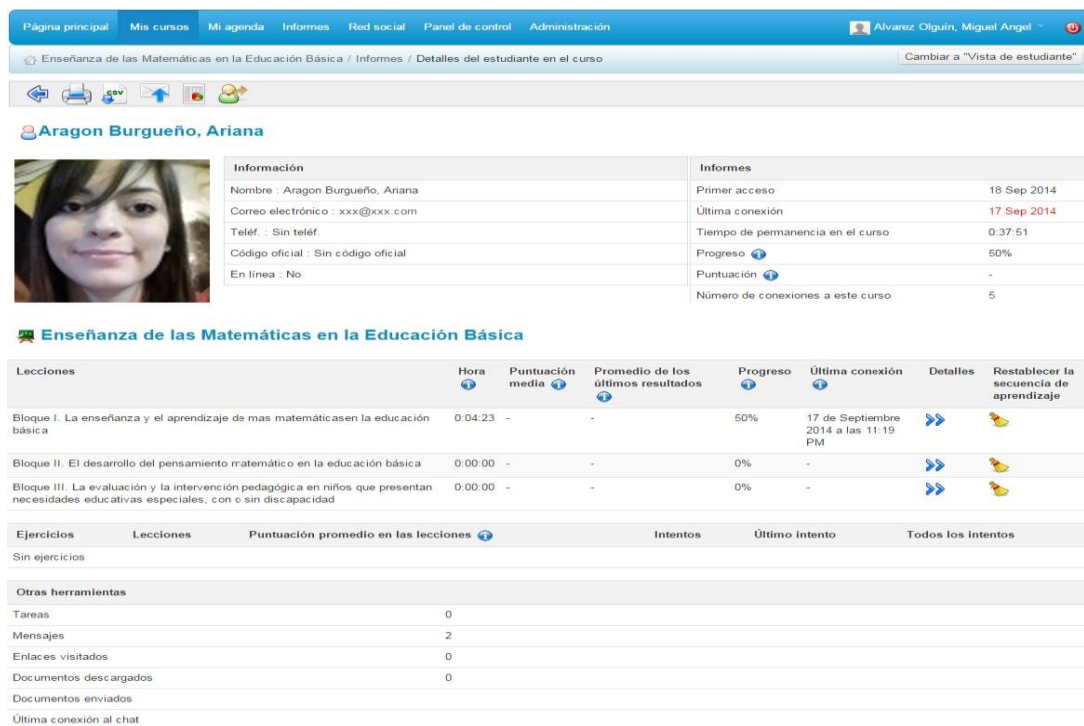 Página principal Mis cursos Mi agenda Informes Red social Panel de control Administración Alvarez Olguín, Miguel Angel
Enseñanza de las Matemáticas en la Educación Básica / Informes / Detalles del estudiante en el curso Cambiar a "Vista de estudiante"
CSV
Aragon Burgueño, Ariana
Información Informes
Nombre : Aragon Burgueño, Ariana Primer acceso 18 Sep 2014
Correo electrónico : xxx@xxx.com Última conexión 17 Sep 2014
Teléf. : Sin teléf. Tiempo de permanencia en el curso 0:37:51
Código oficial : Sin código oficial Progreso 50%
En línea : No Puntuación -
Número de conexiones a este curso 5
Enseñanza de las Matemáticas en la Educación Básica
Lecciones Hora Puntuación media Promedio de los últimos resultados Progreso Última conexión Detalles Restablecer la secuencia de aprendizaje
Bloque I. La enseñanza y el aprendizaje de mas matemáticasen la educación 0:04:23 - - 50% 17 de Septiembre
básica 2014 a las 11:19
PM
Bloque II. El desarrollo del pensamiento matemático en la educación básica 0:00:00 - - 0% -
Bloque III. La evaluación y la intervención pedagógica en niños que presentan 0:00:00 - - 0% -
necesidades educativas especiales, con o sin discapacidad
Ejercicios Lecciones Puntuación promedio en las lecciones Intentos Último intento Todos los intentos
Sin ejercicios
Otras herramientas
Tareas 0
Mensajes 2
Enlaces visitados 0
Documentos descargados 0
Documentos enviados
Última conexión al chat